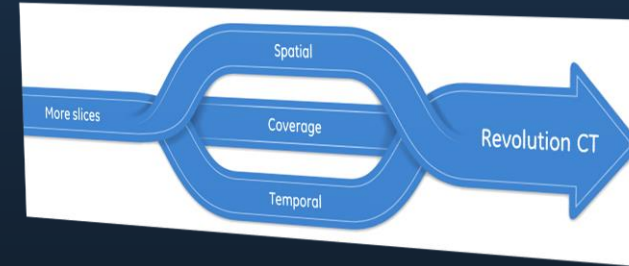 Spatial
More slices
Coverage
Revolution CT
Temporal